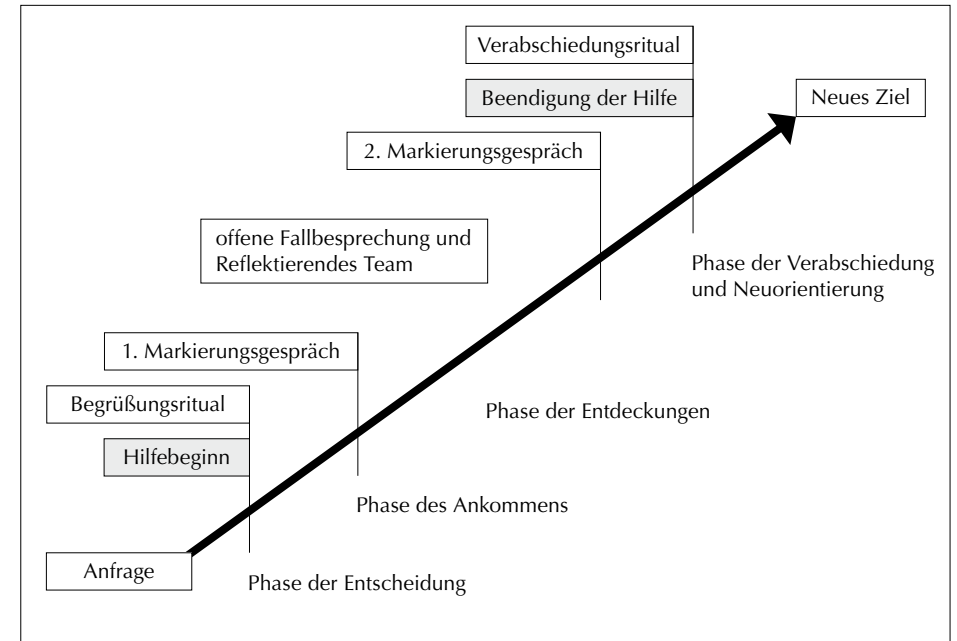 Verabschiedungsritual
Beendigung der Hilfe
Neues Ziel
2. Markierungsgespräch
offene Fallbesprechung und
Reflektierendes Team
Phase der Verabschiedung
und Neuorientierung
1. Markierungsgespräch
Begrüßungsritual
Phase der Entdeckungen
Hilfebeginn
Phase des Ankommens
Anfrage
Phase der Entscheidung